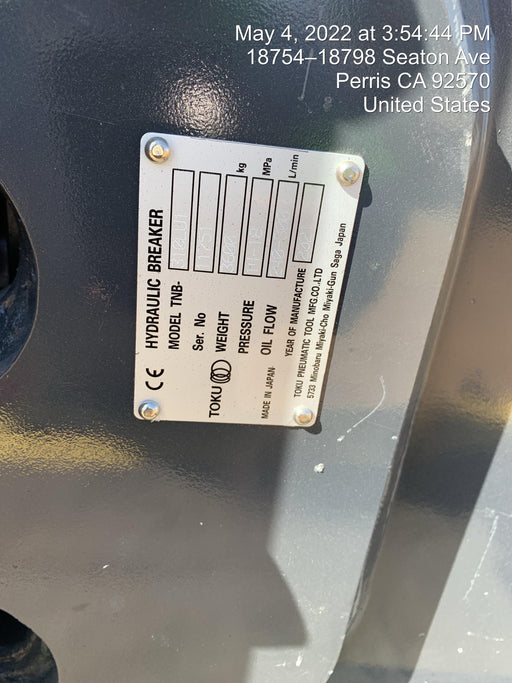 May 4, 2022 at 3:54:44 PM
18754–18798 Seaton Ave
Perris CA 92570
United States
CE HYDRAULIC BREAKER
MODEL TNB-
Ser. No
TOKU WEIGHT kg
PRESSURE MPa
MADE IN JAPAN OIL FLOW L/min
YEAR OF MANUFACTURE
TOKU PNEUMATIC TOOL MFG.CO.,LTD
5733 Minobaru Miyaki-Cho Miyaki-Gun Saga Japan